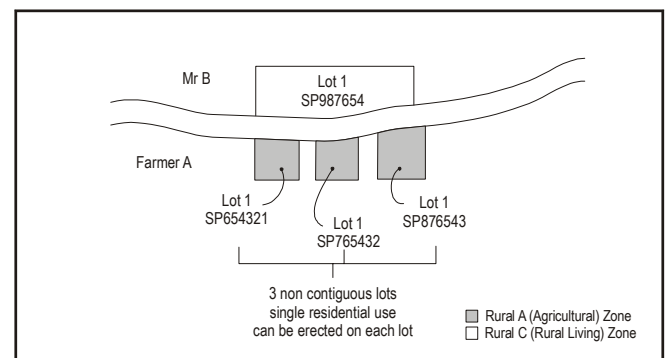 Mr B
Lot 1
SP987654
Farmer A
Lot 1
SP654321
Lot 1
SP765432
Lot 1
SP876543
3 non contiguous lots
single residential use
can be erected on each lot
Rural A (Agricultural) Zone
Rural C (Rural Living) Zone